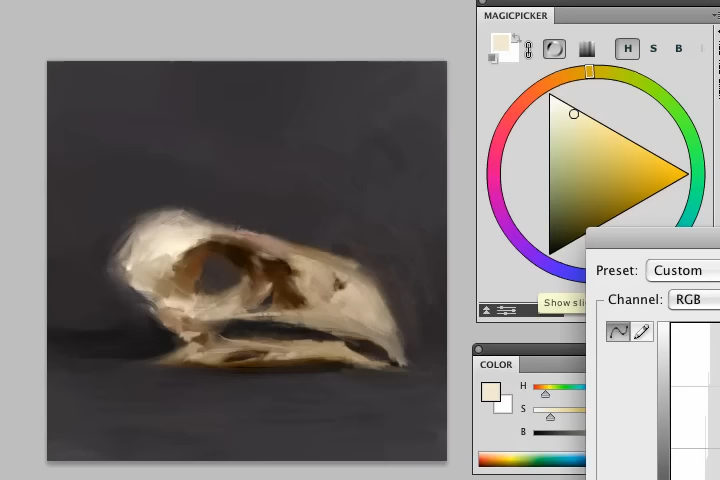 MAGICPICKER
H S B
Preset: Custom
Channel: RGB
Show sli
COLOR
H
S
B